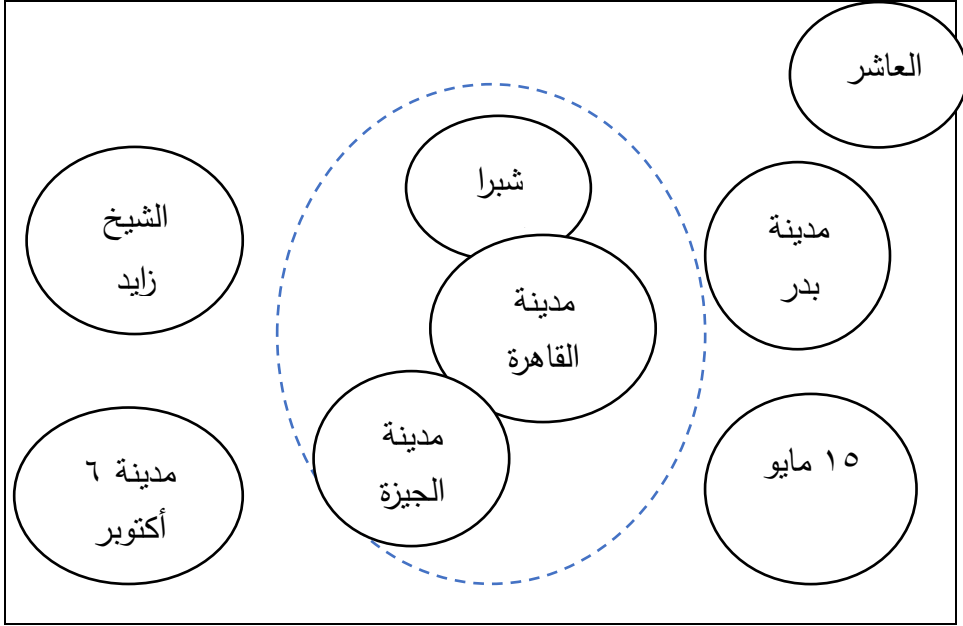 العاشر
شبرا
مدينة
بدر
الشيخ
زايد
مدينة
القاهرة
مدينة
الجيزة
١٥ مايو
مدينة ٦
أكتوبر